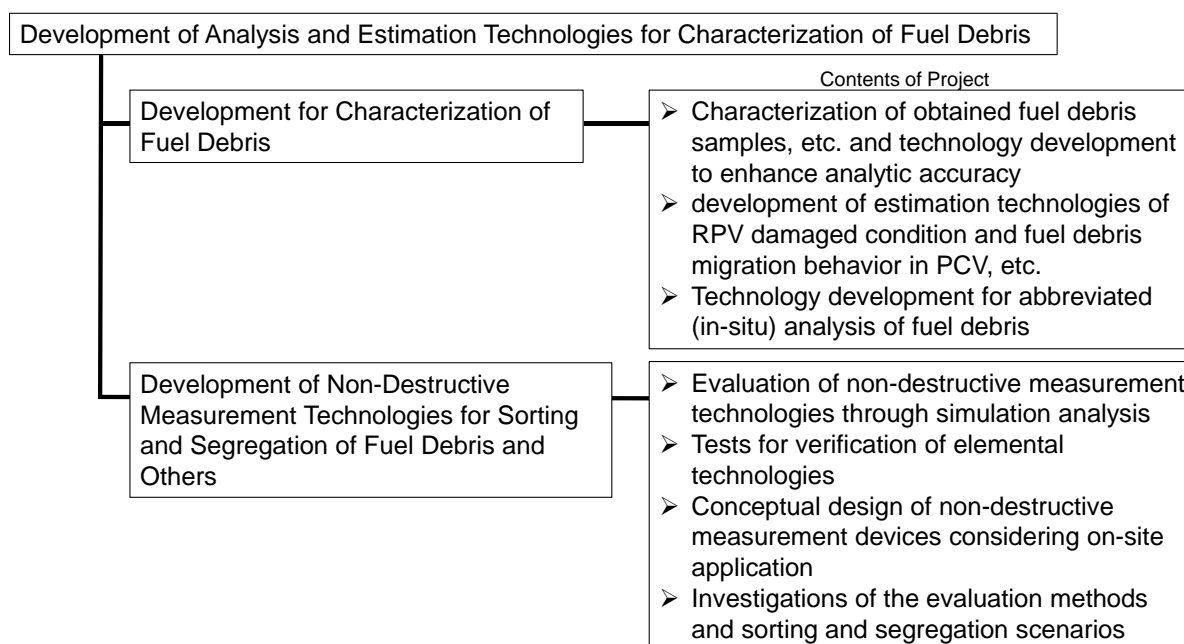 Development of Analysis and Estimation Technologies for Characterization of Fuel Debris
Contents of Project
Development for Characterization of
Fuel Debris
➢ Characterization of obtained fuel debris
samples, etc. and technology development
to enhance analytic accuracy
➢ development of estimation technologies of
RPV damaged condition and fuel debris
migration behavior in PCV, etc.
➢ Technology development for abbreviated
(in-situ) analysis of fuel debris
Development of Non-Destructive
Measurement Technologies for Sorting
and Segregation of Fuel Debris and
Others
➢ Evaluation of non-destructive measurement
technologies through simulation analysis
➢ Tests for verification of elemental
technologies
➢ Conceptual design of non-destructive
measurement devices considering on-site
application
➢ Investigations of the evaluation methods
and sorting and segregation scenarios